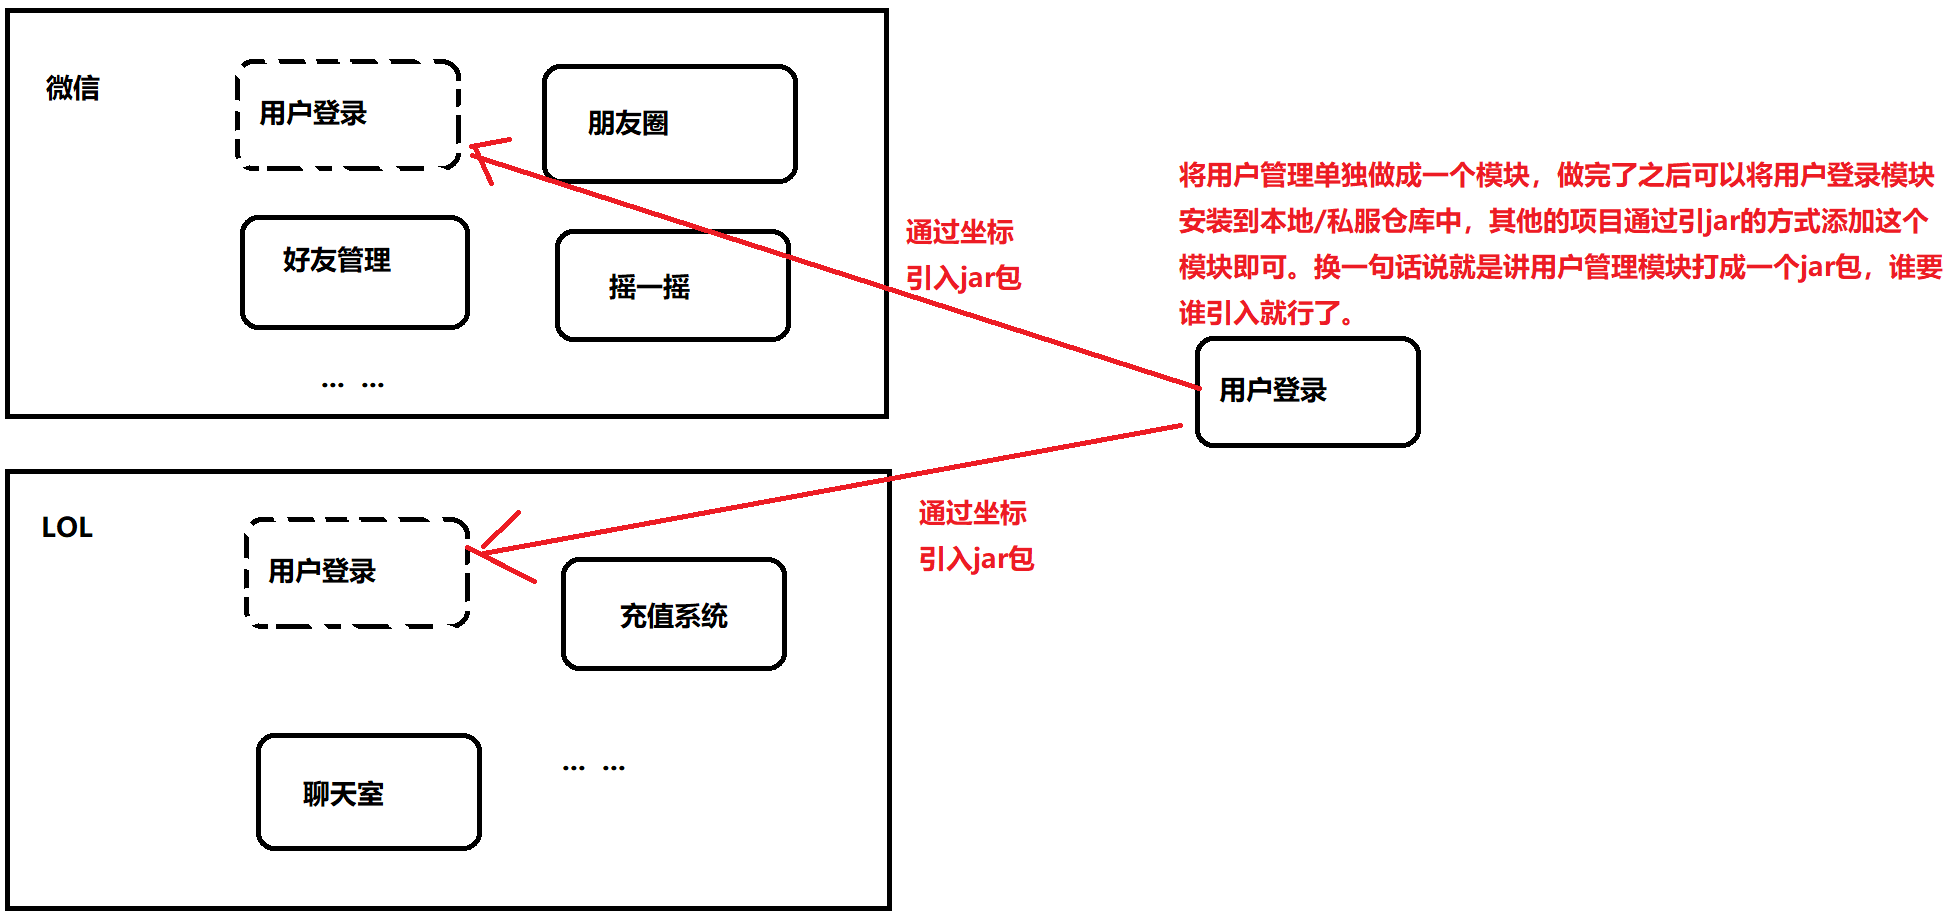 微信
用户登录
朋友圈
好友管理
摇一摇
... ...
通过坐标
引入jar包
将用户管理单独做成一个模块，做完了之后可以将用户登录模块
安装到本地/私服仓库中，其他的项目通过引jar的方式添加这个
模块即可。换一句话说就是讲用户管理模块打成一个jar包，谁要
谁引入就行了。
用户登录
LOL
用户登录
充值系统
聊天室
... ...
通过坐标
引入jar包